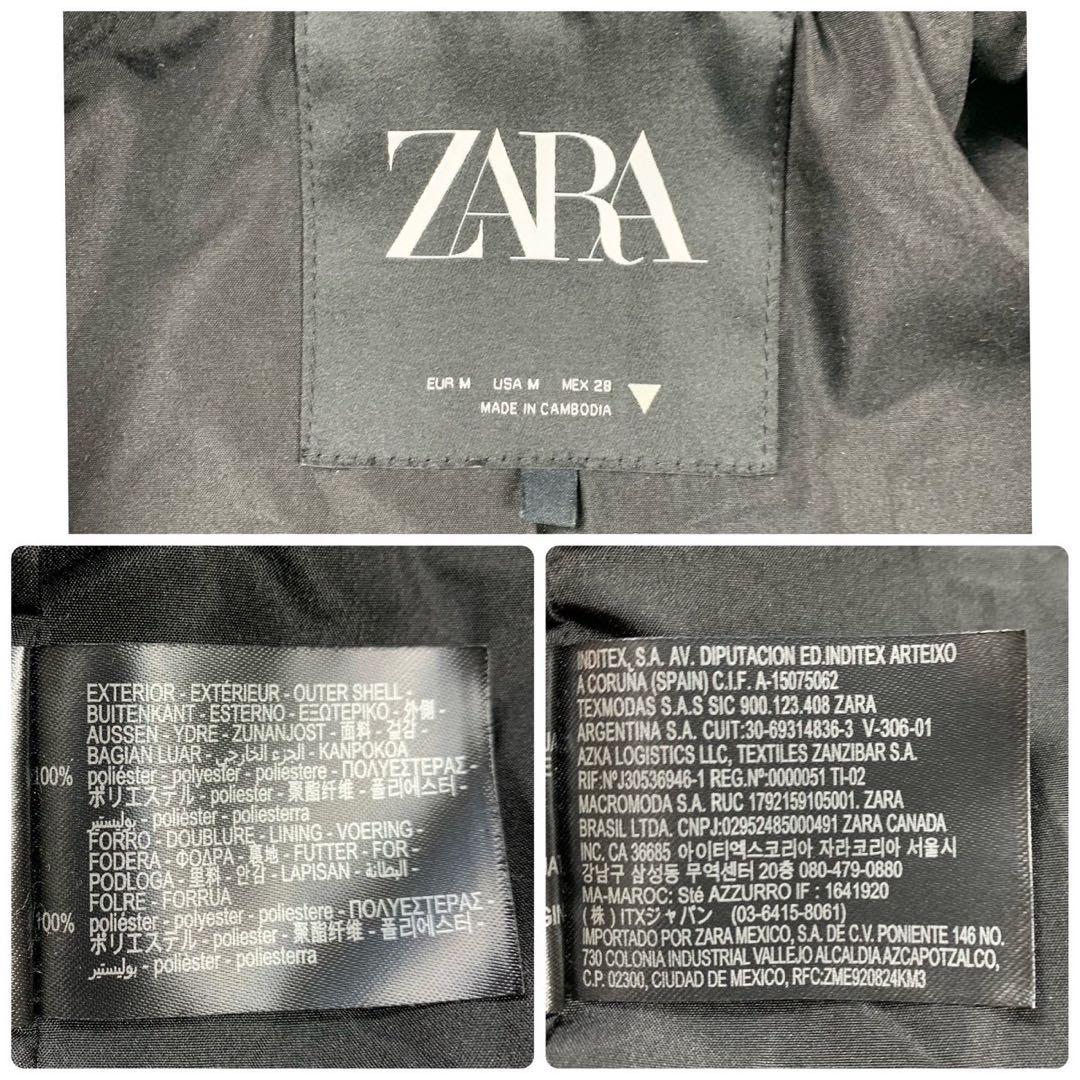 ZARA
EUR M USA M MEX 28
MADE IN CAMBODIA
EXTERIOR - EXTÉRIEUR - OUTER SHELL -
BUITENKANT - ESTERNO - ΕΞΩΤΕΡΙΚΟ - 外側 -
AUSSEN - YDRE - ZUNANJOST - 面料 - 겉감 -
BAGIAN LUAR - الجزء الخارجي - KANPOKOA
100% poliéster - polyester - poliestere - ΠΟΛΥΕΣΤΕΡΑΣ -
ポリエステル - poliester - 聚酯纤维 - 폴리에스터 -
بوليستير - polièster - poliesterra
FORRO - DOUBLURE - LINING - VOERING -
FODERA - ΦΟΔΡΑ - 裏地 - FUTTER - FOR -
PODLOGA - 里料 - 안감 - LAPISAN - البطانة -
FOLRE - FORRUA
100% poliéster - polyester - poliestere - ΠΟΛΥΕΣΤΕΡΑΣ -
ポリエステル - poliester - 聚酯纤维 - 폴리에스터 -
بوليستير - polièster - poliesterra
INDITEX, S.A. AV. DIPUTACION ED.INDITEX ARTEIXO
A CORUÑA (SPAIN) C.I.F. A-15075062
TEXMODAS S.A.S SIC 900.123.408 ZARA
ARGENTINA S.A. CUIT:30-69314836-3 V-306-01
AZKA LOGISTICS LLC, TEXTILES ZANZIBAR S.A.
RIF:Nº J30536946-1 REG.Nº:0000051 TI-02
MACROMODA S.A. RUC 1792159105001. ZARA
BRASIL LTDA. CNPJ:02952485000491 ZARA CANADA
INC. CA 36685 아이티엑스코리아 자라코리아 서울시
강남구 삼성동 무역센터 20층 080-479-0880
MA-MAROC: Sté AZZURRO IF : 1641920
(株) ITXジャパン (03-6415-8061)
IMPORTADO POR ZARA MEXICO, S.A. DE C.V. PONIENTE 146 NO.
730 COLONIA INDUSTRIAL VALLEJO ALCALDIA AZCAPOTZALCO,
C.P. 02300, CIUDAD DE MEXICO, RFC:ZME920824KM3